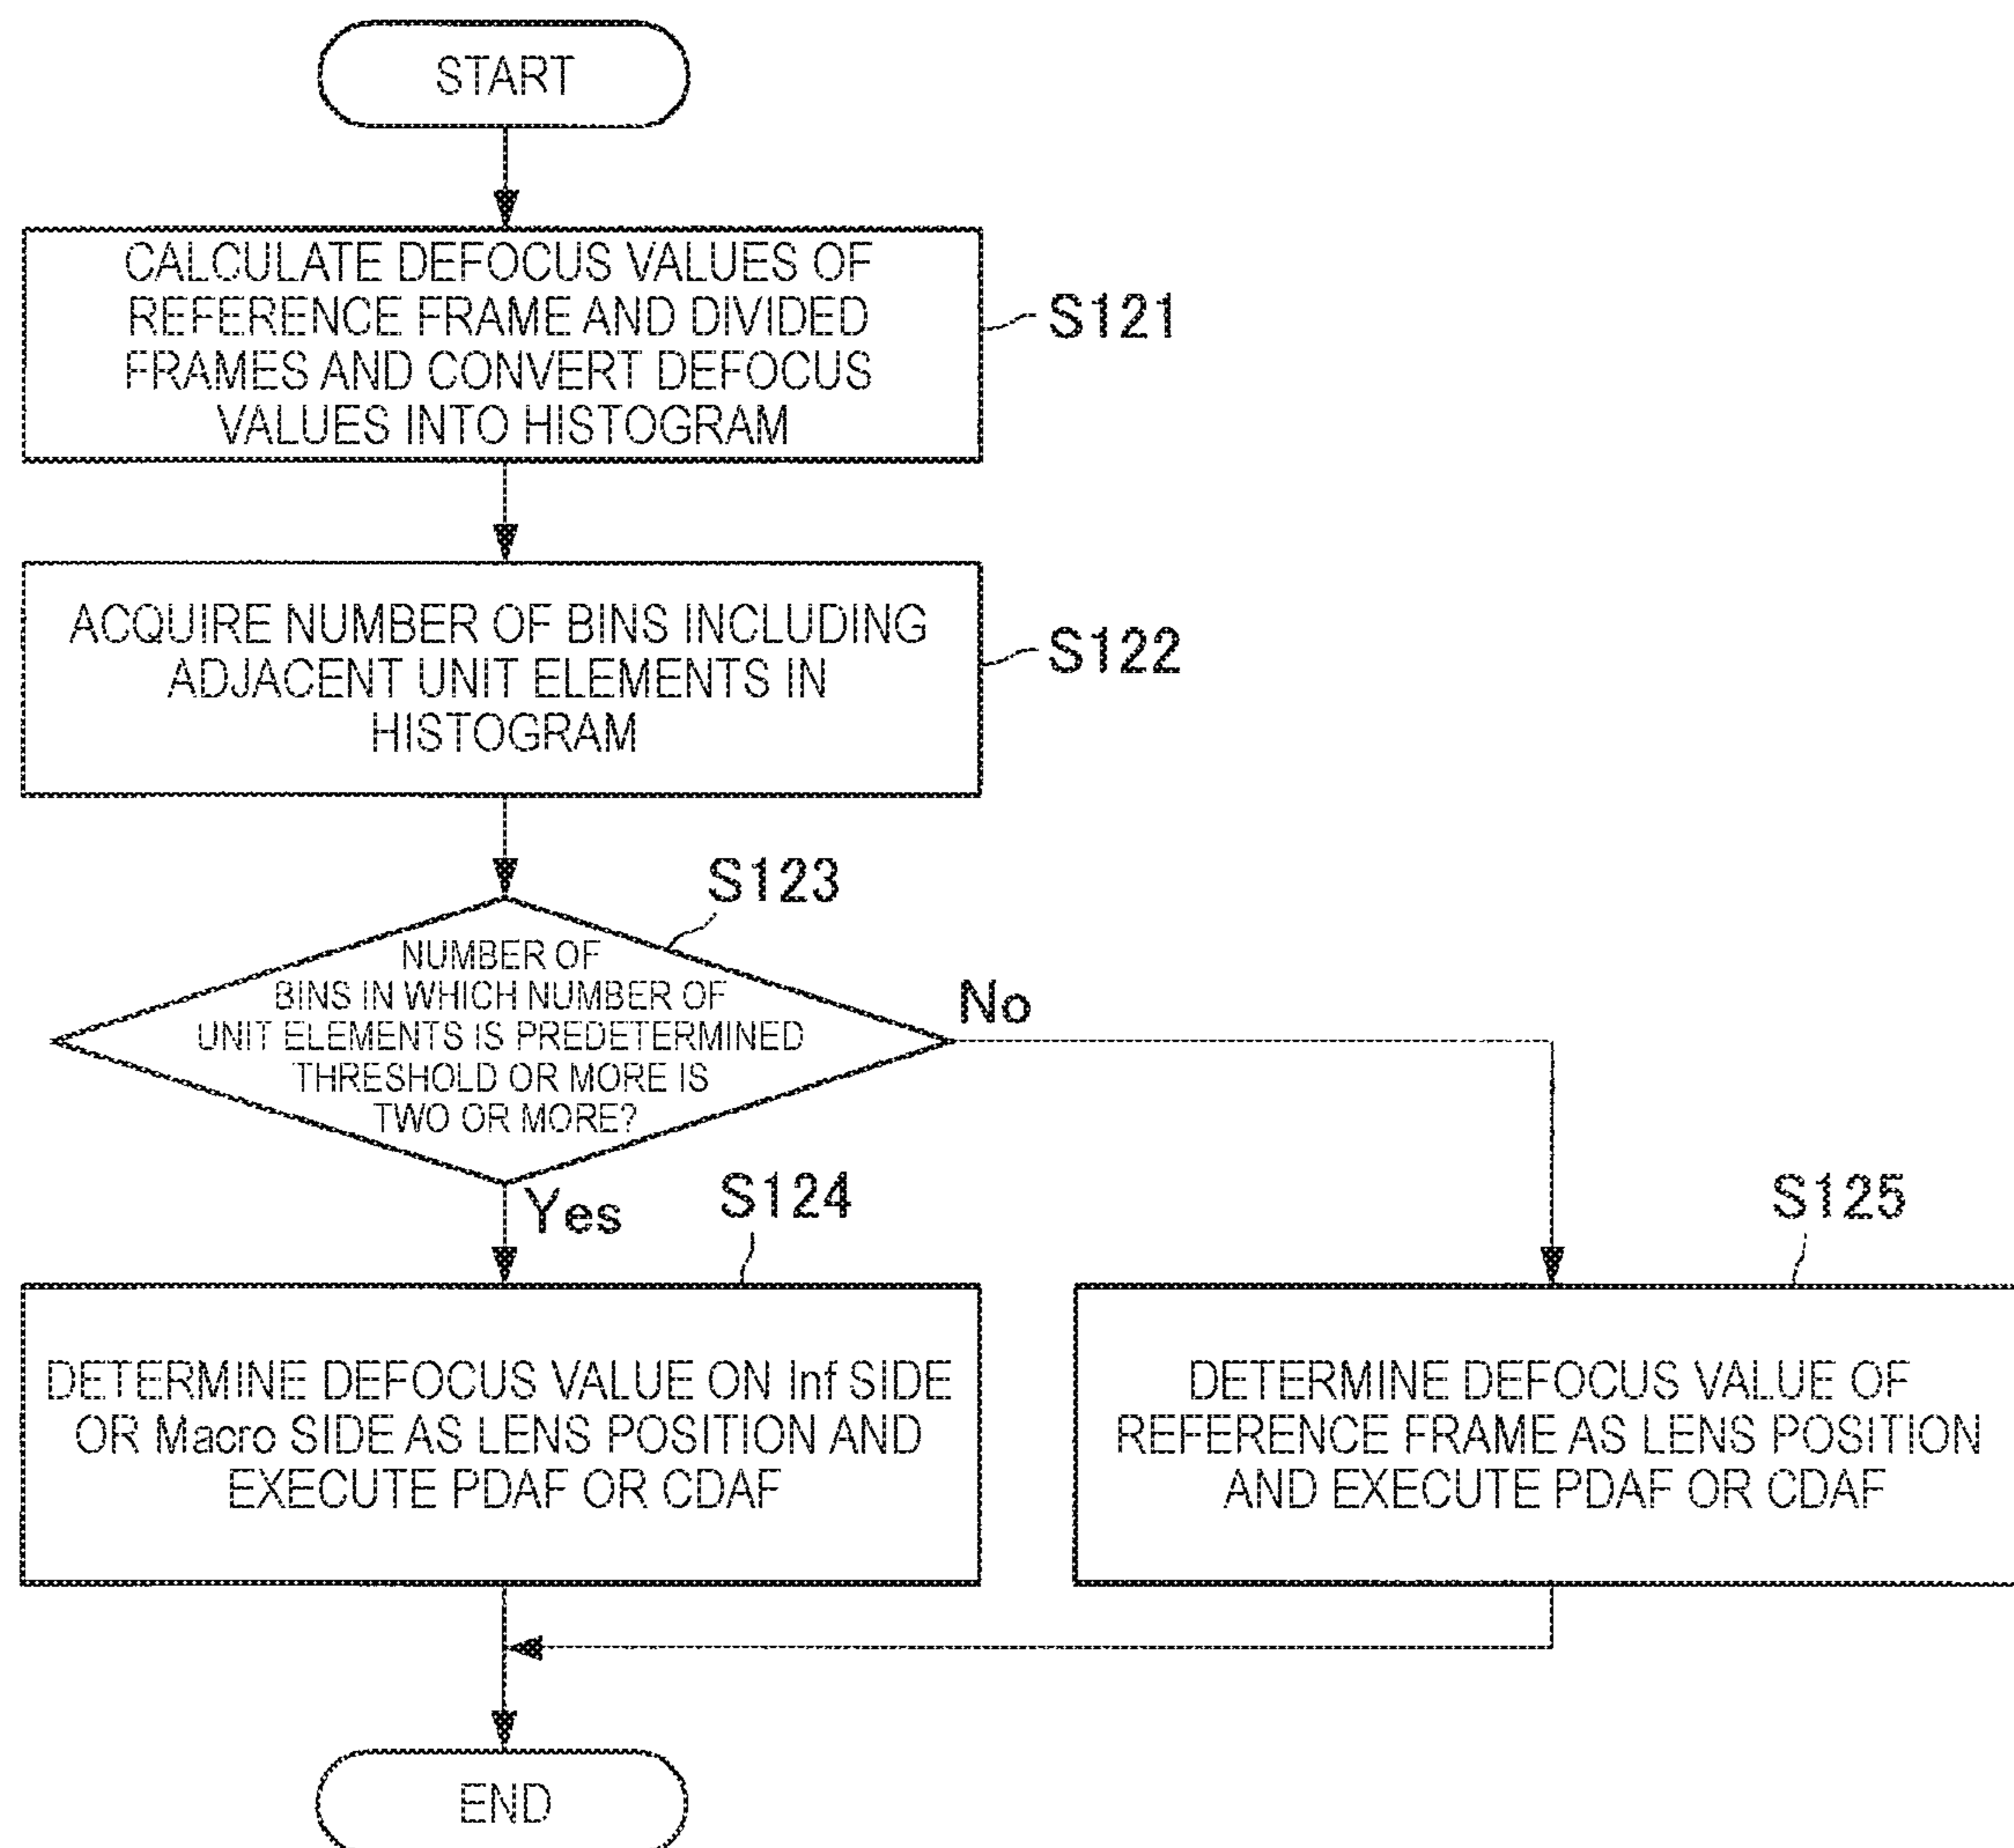 START
CALCULATE DEFOCUS VALUES OF
REFERENCE FRAME AND DIVIDED
FRAMES AND CONVERT DEFOCUS
VALUES INTO HISTOGRAM
S121
ACQUIRE NUMBER OF BINS INCLUDING
ADJACENT UNIT ELEMENTS IN
HISTOGRAM
S122
S123
NUMBER OF
BINS IN WHICH NUMBER OF
UNIT ELEMENTS IS PREDETERMINED
THRESHOLD OR MORE IS
TWO OR MORE?
No
Yes
S124
DETERMINE DEFOCUS VALUE ON Inf SIDE
OR Macro SIDE AS LENS POSITION AND
EXECUTE PDAF OR CDAF
S125
DETERMINE DEFOCUS VALUE OF
REFERENCE FRAME AS LENS POSITION
AND EXECUTE PDAF OR CDAF
END